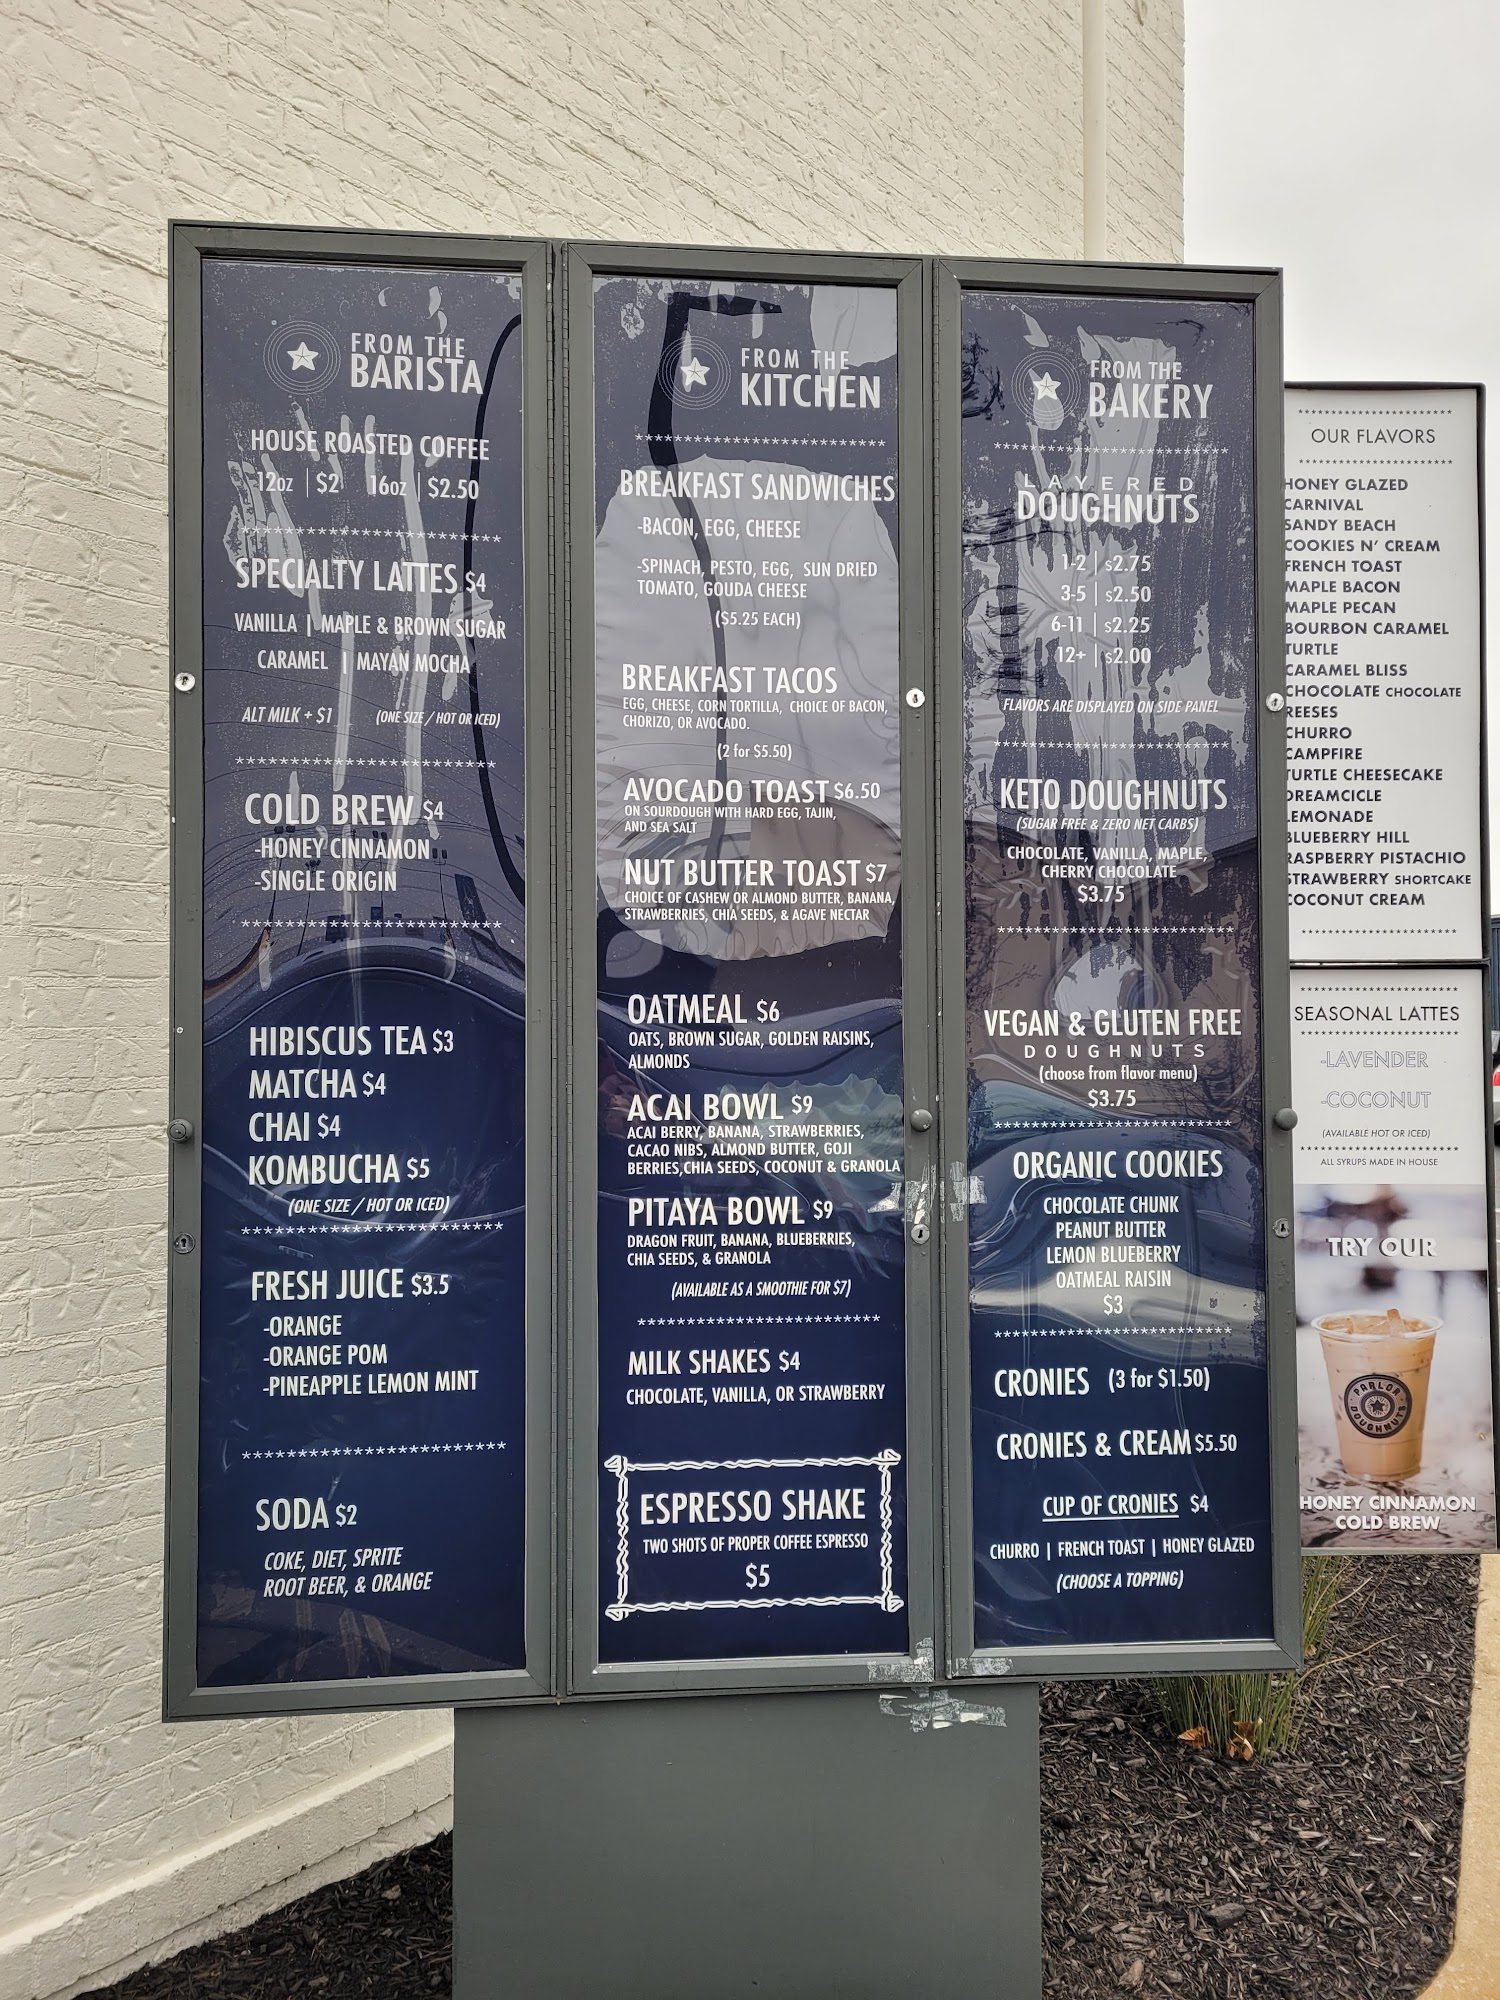 FROM THE
BARISTA
HOUSE ROASTED COFFEE
12oz | $2 16oz | $2.50
************************
SPECIALTY LATTES $4
VANILLA | MAPLE & BROWN SUGAR
CARAMEL | MAYAN MOCHA
ALT MILK + $1 (ONE SIZE / HOT OR ICED)
************************
COLD BREW $4
-HONEY CINNAMON
-SINGLE ORIGIN
************************
HIBISCUS TEA $3
MATCHA $4
CHAI $4
KOMBUCHA $5
(ONE SIZE / HOT OR ICED)
************************
FRESH JUICE $3.5
-ORANGE
-ORANGE POM
-PINEAPPLE LEMON MINT
************************
SODA $2
COKE, DIET, SPRITE
ROOT BEER, & ORANGE
FROM THE
KITCHEN
************************
BREAKFAST SANDWICHES
-BACON, EGG, CHEESE
-SPINACH, PESTO, EGG, SUN DRIED
TOMATO, GOUDA CHEESE
($5.25 EACH)
BREAKFAST TACOS
EGG, CHEESE, CORN TORTILLA, CHOICE OF BACON,
CHORIZO, OR AVOCADO.
(2 for $5.50)
AVOCADO TOAST $6.50
ON SOURDOUGH WITH HARD EGG, TAJIN,
AND SEA SALT
NUT BUTTER TOAST $7
CHOICE OF CASHEW OR ALMOND BUTTER, BANANA,
STRAWBERRIES, CHIA SEEDS, & AGAVE NECTAR
OATMEAL $6
OATS, BROWN SUGAR, GOLDEN RAISINS,
ALMONDS
ACAI BOWL $9
ACAI BERRY, BANANA, STRAWBERRIES,
CACAO NIBS, ALMOND BUTTER, GOJI
BERRIES,CHIA SEEDS, COCONUT & GRANOLA
PITAYA BOWL $9
DRAGON FRUIT, BANANA, BLUEBERRIES,
CHIA SEEDS, & GRANOLA
(AVAILABLE AS A SMOOTHIE FOR $7)
************************
MILK SHAKES $4
CHOCOLATE, VANILLA, OR STRAWBERRY
ESPRESSO SHAKE
TWO SHOTS OF PROPER COFFEE ESPRESSO
$5
FROM THE
BAKERY
************************
LAYERED
DOUGHNUTS
1-2 | $2.75
3-5 | $2.50
6-11 | $2.25
12+ | $2.00
FLAVORS ARE DISPLAYED ON SIDE PANEL
************************
KETO DOUGHNUTS
(SUGAR FREE & ZERO NET CARBS)
CHOCOLATE, VANILLA, MAPLE,
CHERRY CHOCOLATE
$3.75
************************
VEGAN & GLUTEN FREE
DOUGHNUTS
(choose from flavor menu)
$3.75
************************
ORGANIC COOKIES
CHOCOLATE CHUNK
PEANUT BUTTER
LEMON BLUEBERRY
OATMEAL RAISIN
$3
************************
CRONIES (3 for $1.50)
CRONIES & CREAM $5.50
CUP OF CRONIES $4
CHURRO | FRENCH TOAST | HONEY GLAZED
(CHOOSE A TOPPING)
************************
OUR FLAVORS
************************
HONEY GLAZED
CARNIVAL
SANDY BEACH
COOKIES N' CREAM
FRENCH TOAST
MAPLE BACON
MAPLE PECAN
BOURBON CARAMEL
TURTLE
CARAMEL BLISS
CHOCOLATE CHOCOLATE
REESES
CHURRO
CAMPFIRE
TURTLE CHEESECAKE
DREAMCICLE
LEMONADE
BLUEBERRY HILL
RASPBERRY PISTACHIO
STRAWBERRY SHORTCAKE
COCONUT CREAM
************************
************************
SEASONAL LATTES
************************
-LAVENDER
-COCONUT
(AVAILABLE HOT OR ICED)
************************
ALL SYRUPS MADE IN HOUSE
TRY OUR
PARLOR
DOUGHNUTS
HONEY CINNAMON
COLD BREW